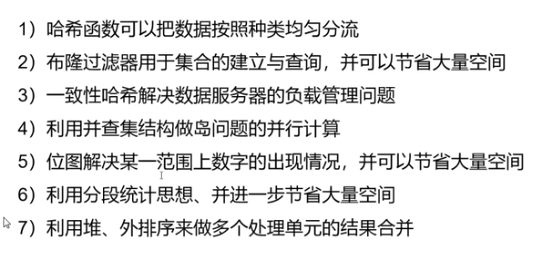 1）哈希函数可以把数据按照种类均匀分流
2）布隆过滤器用于集合的建立与查询，并可以节省大量空间
3）一致性哈希解决数据服务器的负载管理问题
4）利用并查集结构做岛问题的并行计算
5）位图解决某一范围上数字的出现情况，并可以节省大量空间
6）利用分段统计思想、并进一步节省大量空间
7）利用堆、外排序来做多个处理单元的结果合并